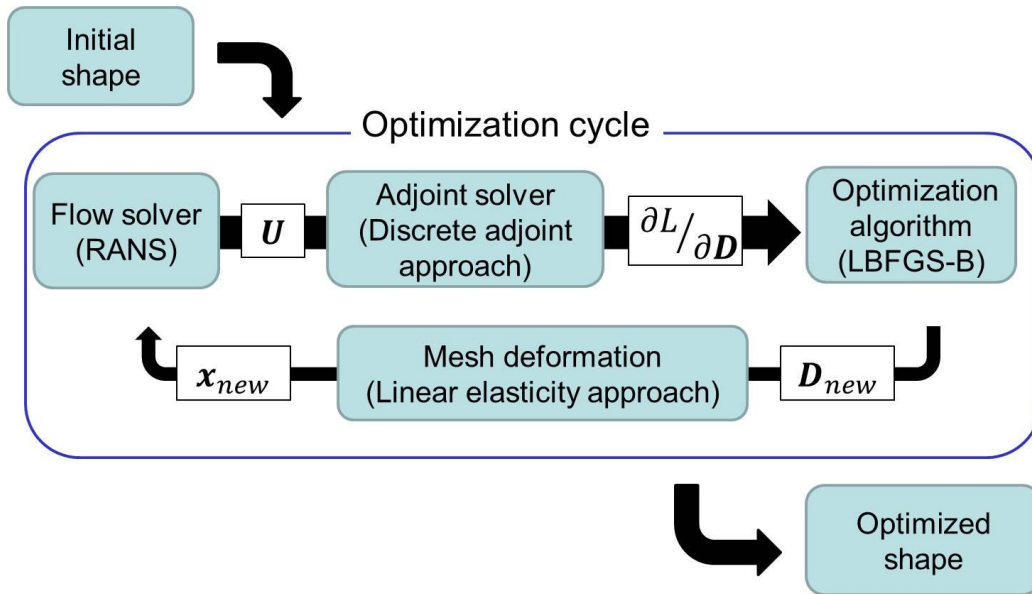 Initial
shape
Optimization cycle
Flow solver
(RANS)
U
Adjoint solver
(Discrete adjoint
approach)
∂L/∂D
Optimization
algorithm
(LBFGS-B)
x_new
Mesh deformation
(Linear elasticity approach)
D_new
Optimized
shape